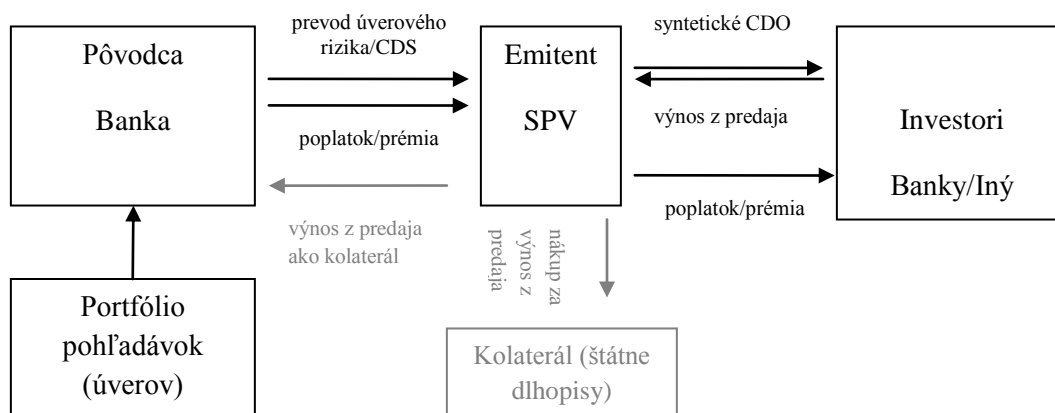 Pôvodca
Banka
prevod úverového
rizika/CDS
poplatok/prémia
výnos z predaja
ako kolaterál
Emitent
SPV
syntetické CDO
výnos z predaja
poplatok/prémia
Investori
Banky/Iný
nákup za
výnos z
predaja
Portfólio
pohľadávok
(úverov)
Kolaterál (štátne
dlhopisy)